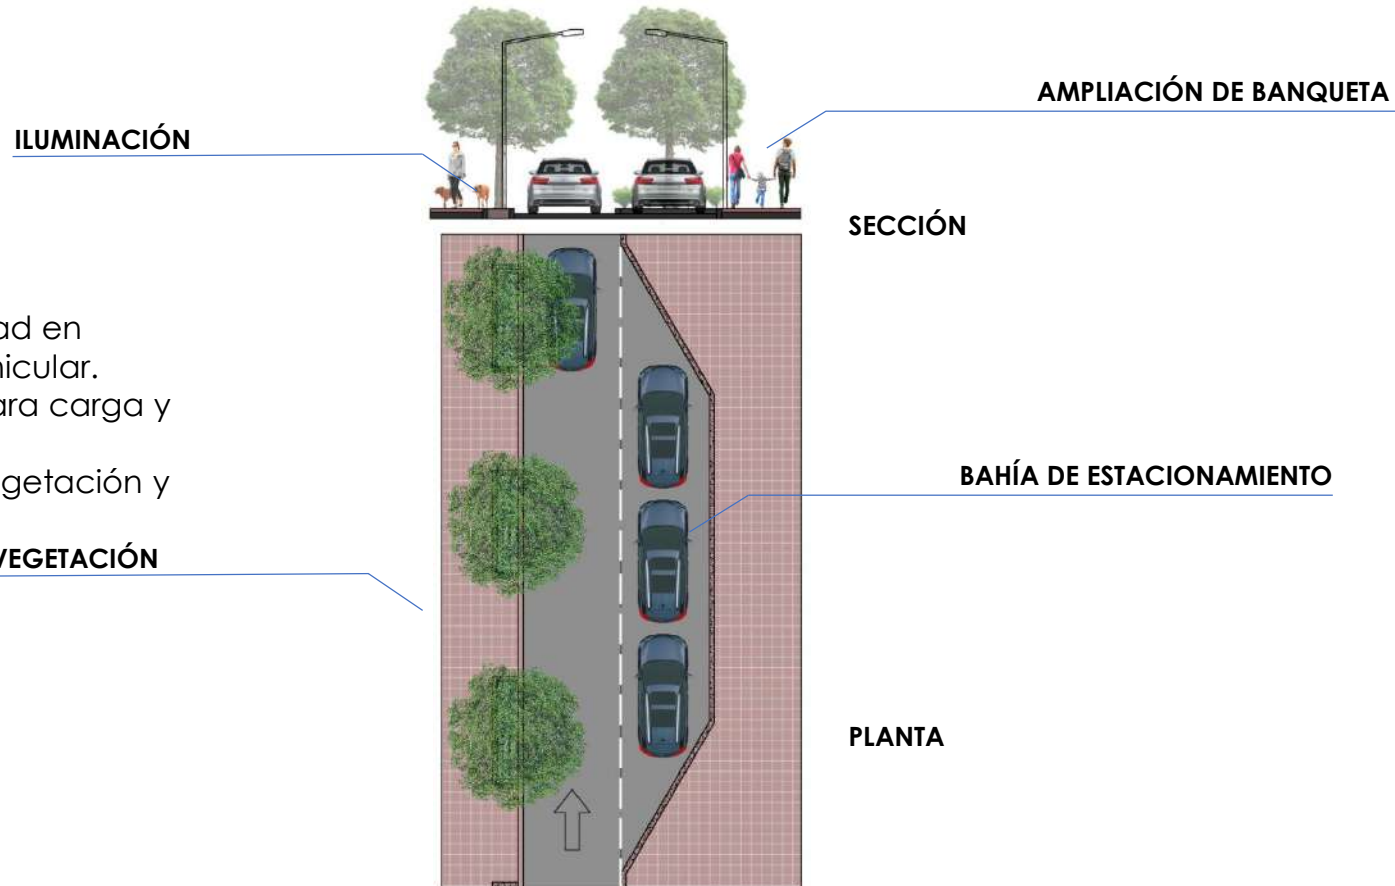 AMPLIACIÓN DE BANQUETA
ILUMINACIÓN
SECCIÓN
ad en
nicular.
ara carga y
getación y
BAHÍA DE ESTACIONAMIENTO
VEGETACIÓN
PLANTA